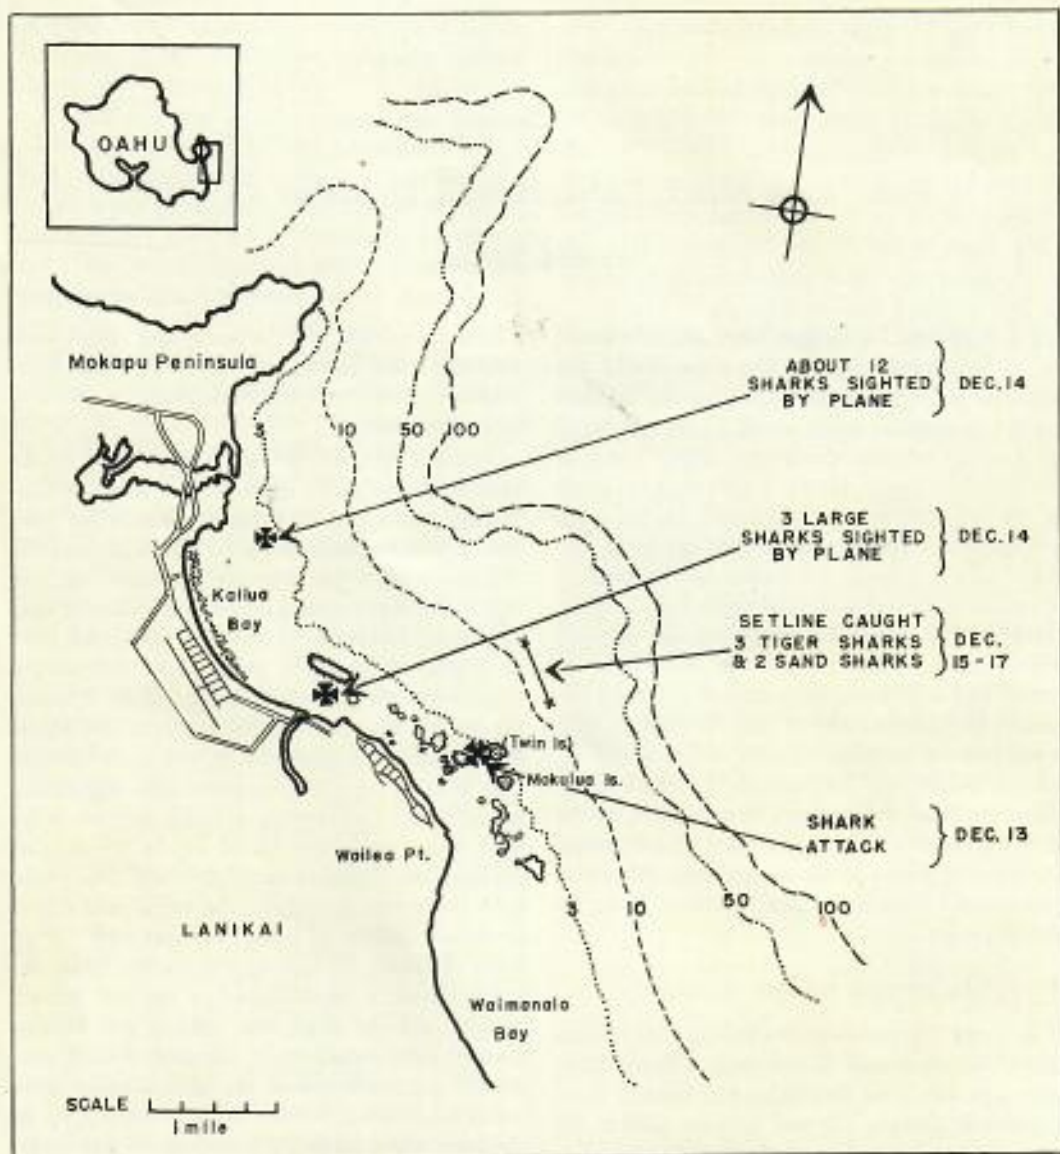 OAHU
Mokapu Peninsula
ABOUT 12
SHARKS SIGHTED
BY PLANE
DEC. 14
3
10
50
100
3 LARGE
SHARKS SIGHTED
BY PLANE
DEC. 14
Kailua
Bay
SETLINE CAUGHT
3 TIGER SHARKS
& 2 SAND SHARKS
DEC.
15-17
(Twin Is)
Mokulua Is.
SHARK
ATTACK
DEC. 13
Wailea Pt.
3
10
50
100
LANIKAI
Waimanalo
Bay
SCALE
1 mile